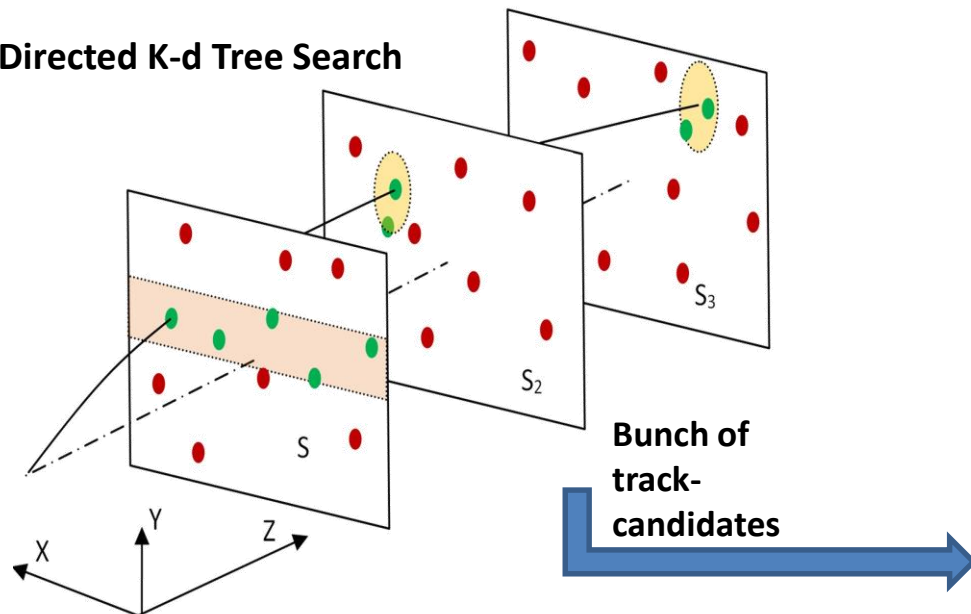 Directed K-d Tree Search
S₃
S₂
S
Bunch of
track-
candidates
Y
Z
X